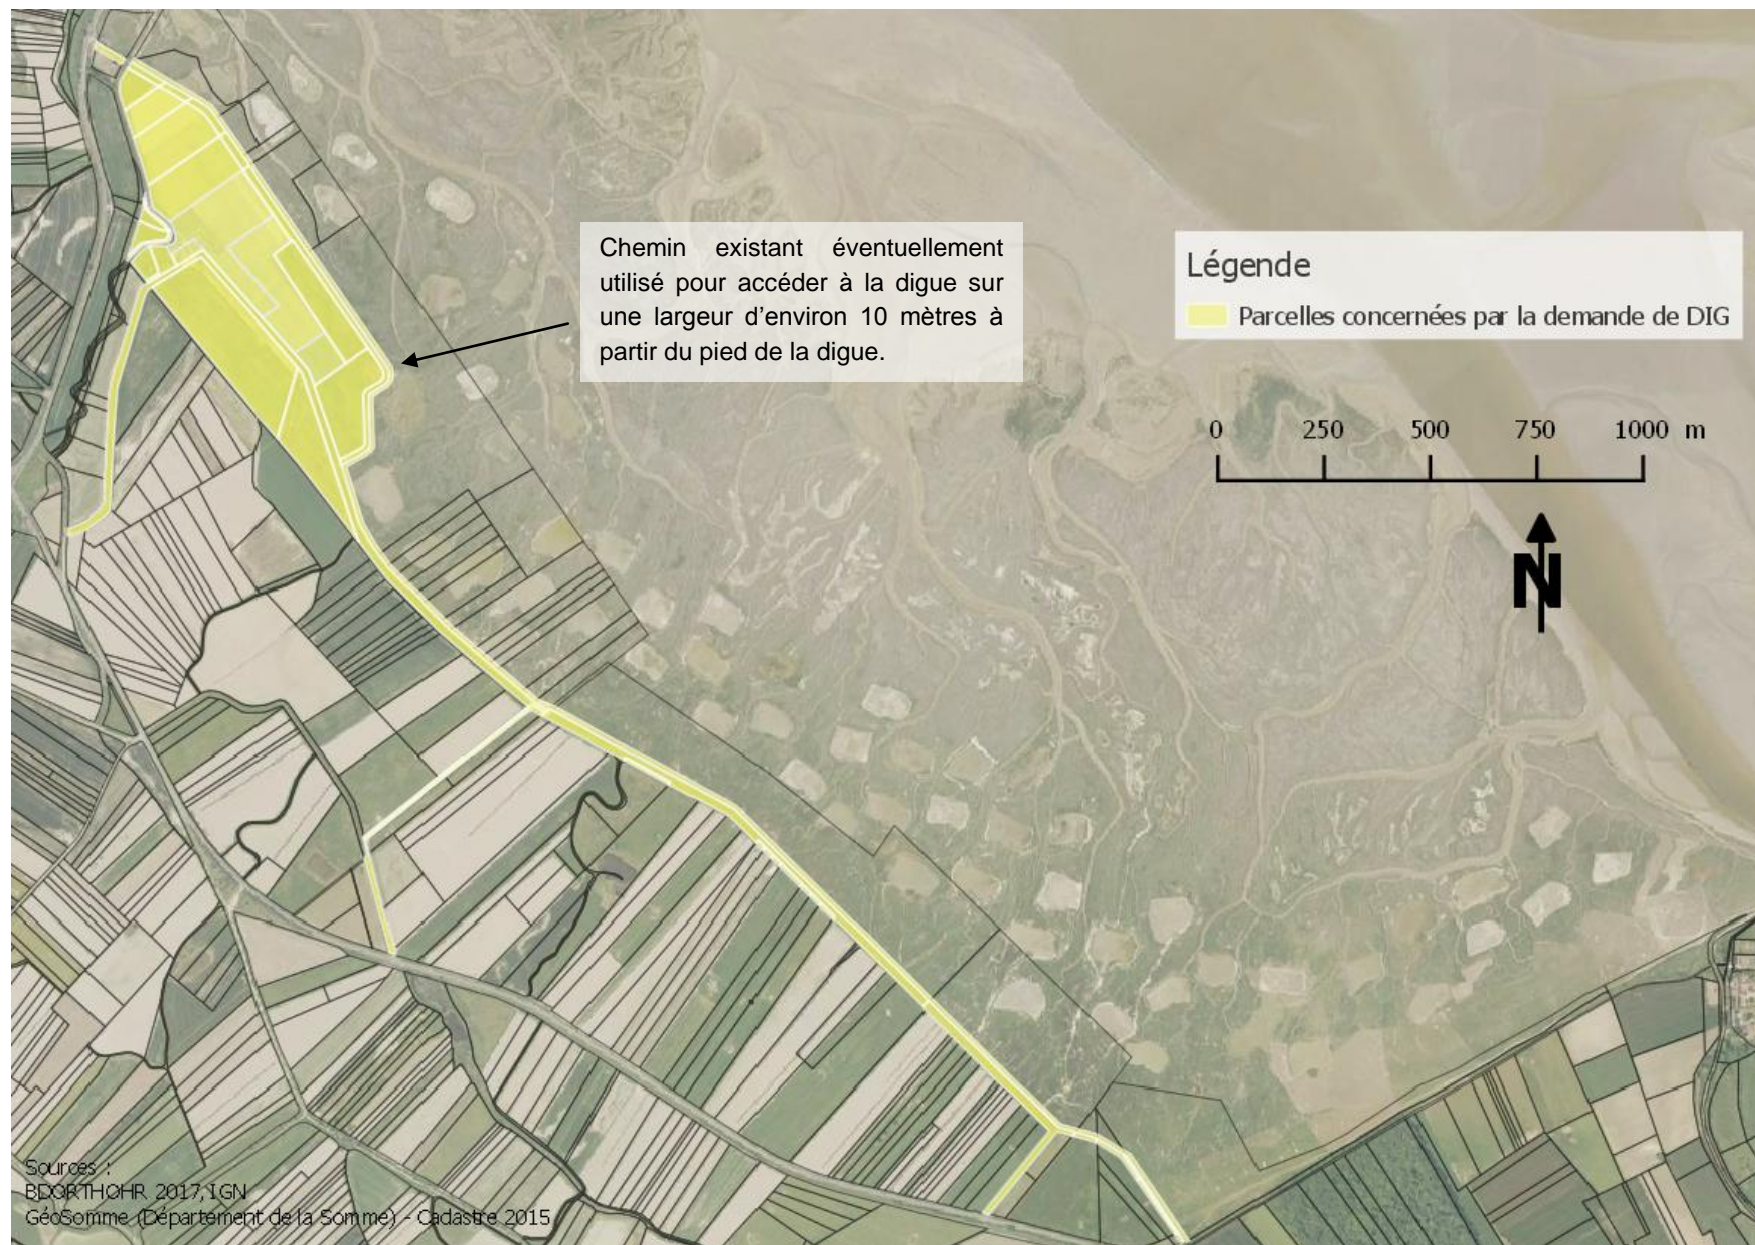 Chemin existant éventuellement
utilisé pour accéder à la digue sur
une largeur d'environ 10 mètres à
partir du pied de la digue.
Légende
Parcelles concernées par la demande de DIG
0 250 500 750 1000 m
N
Sources :
BDORTHOHR 2017, IGN
GéoSomme (Département de la Somme) - Cadastre 2015